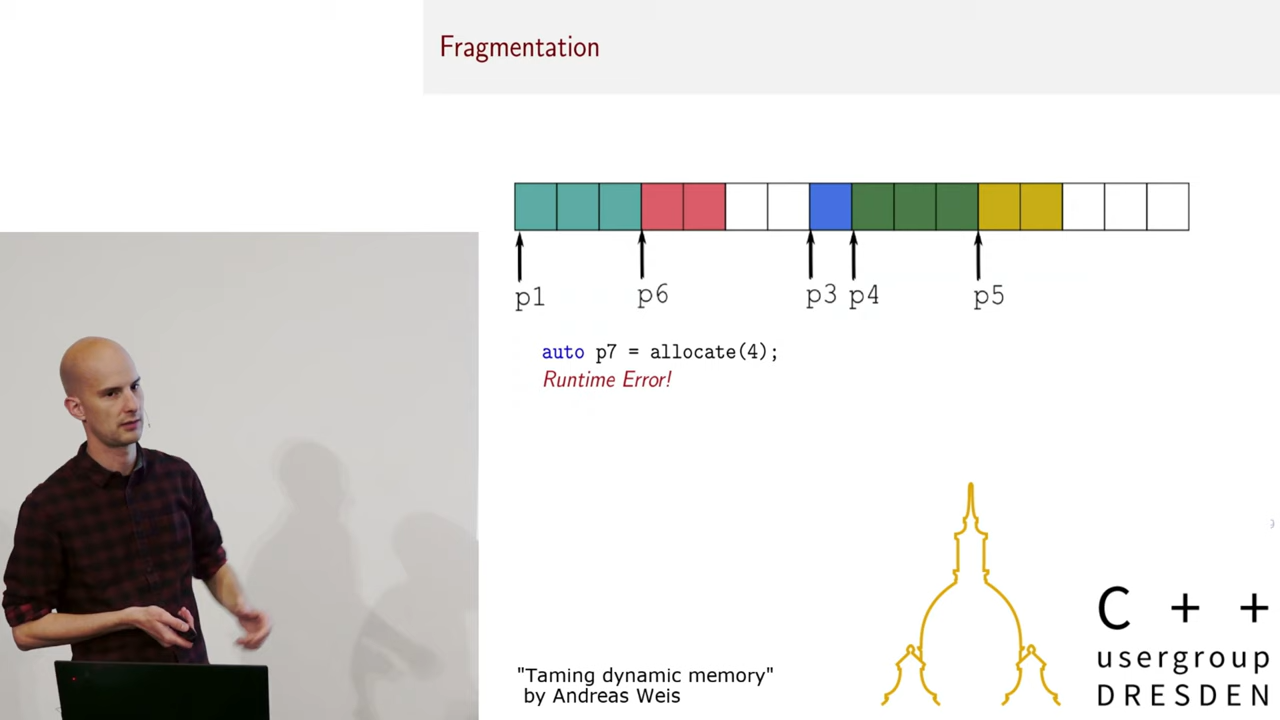 Fragmentation
p1
p6
p3
p4
p5
auto p7 = allocate(4);
Runtime Error!
9
"Taming dynamic memory"
by Andreas Weis
C + +
usergroup
DRESDEN